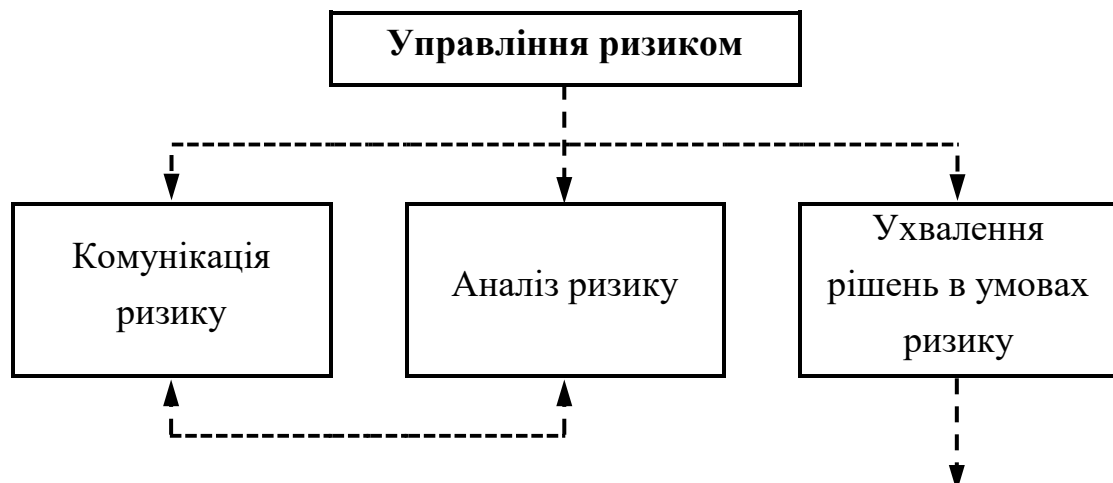 Управління ризиком
Комунікація
ризику
Аналіз ризику
Ухвалення
рішень в умовах
ризику